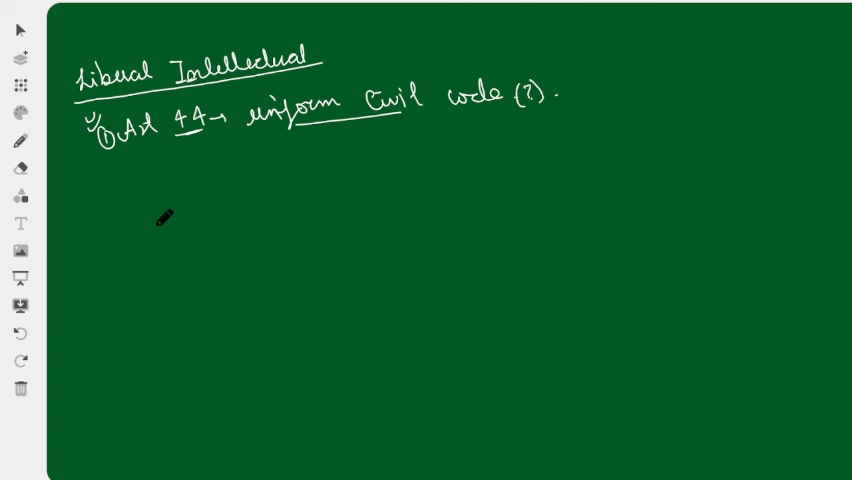 Liberal Intellectual
① Art 44 → uniform Civil code (?).